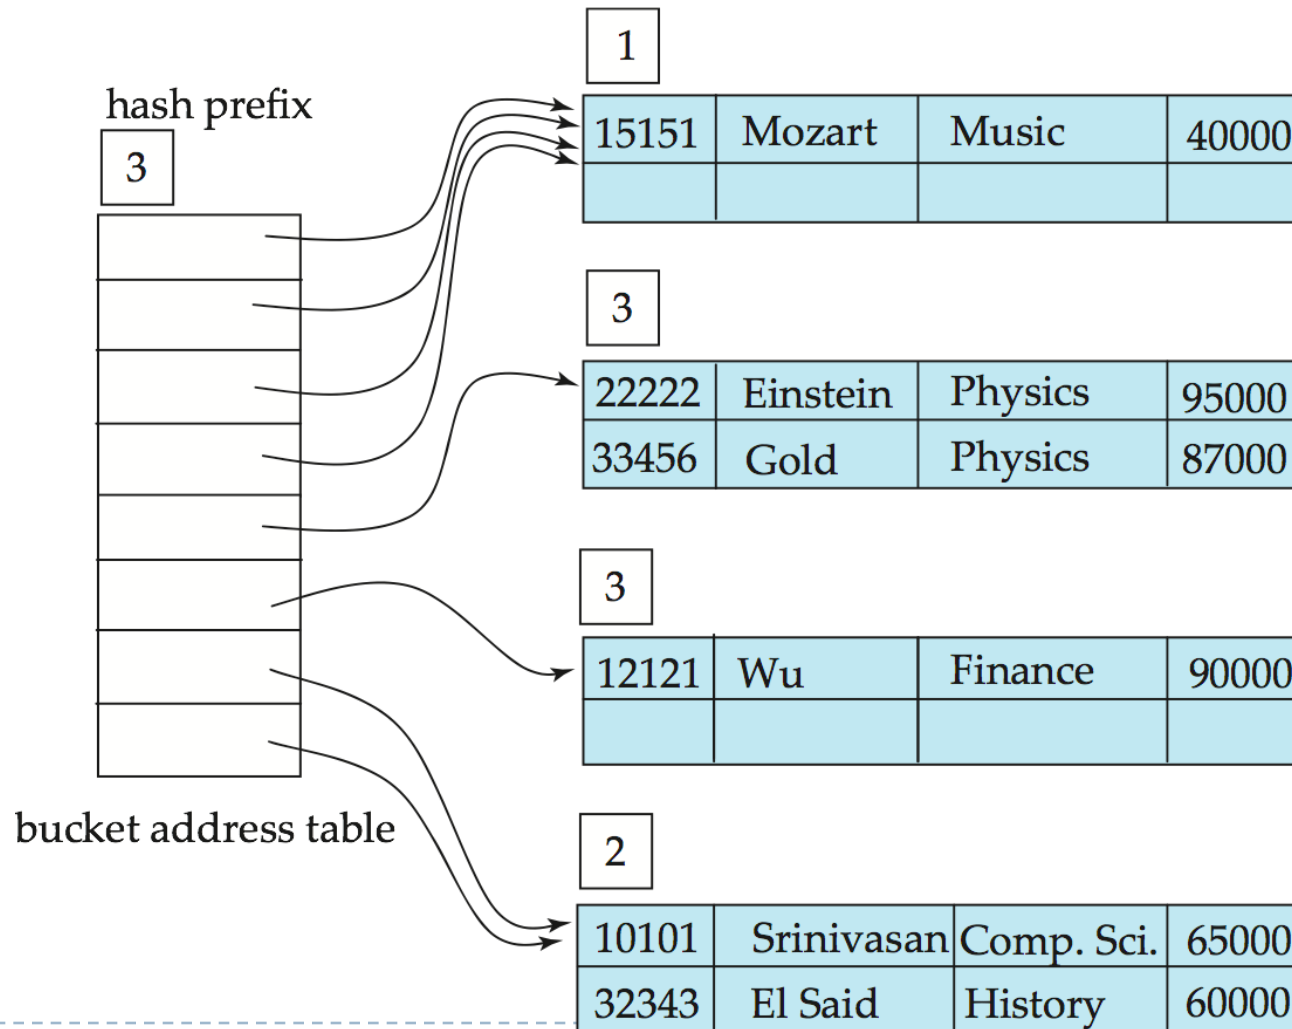 1
hash prefix
3
15151 Mozart Music 40000
3
22222 Einstein Physics 95000
33456 Gold Physics 87000
3
12121 Wu Finance 90000
bucket address table
2
10101 Srinivasan Comp. Sci. 65000
32343 El Said History 60000